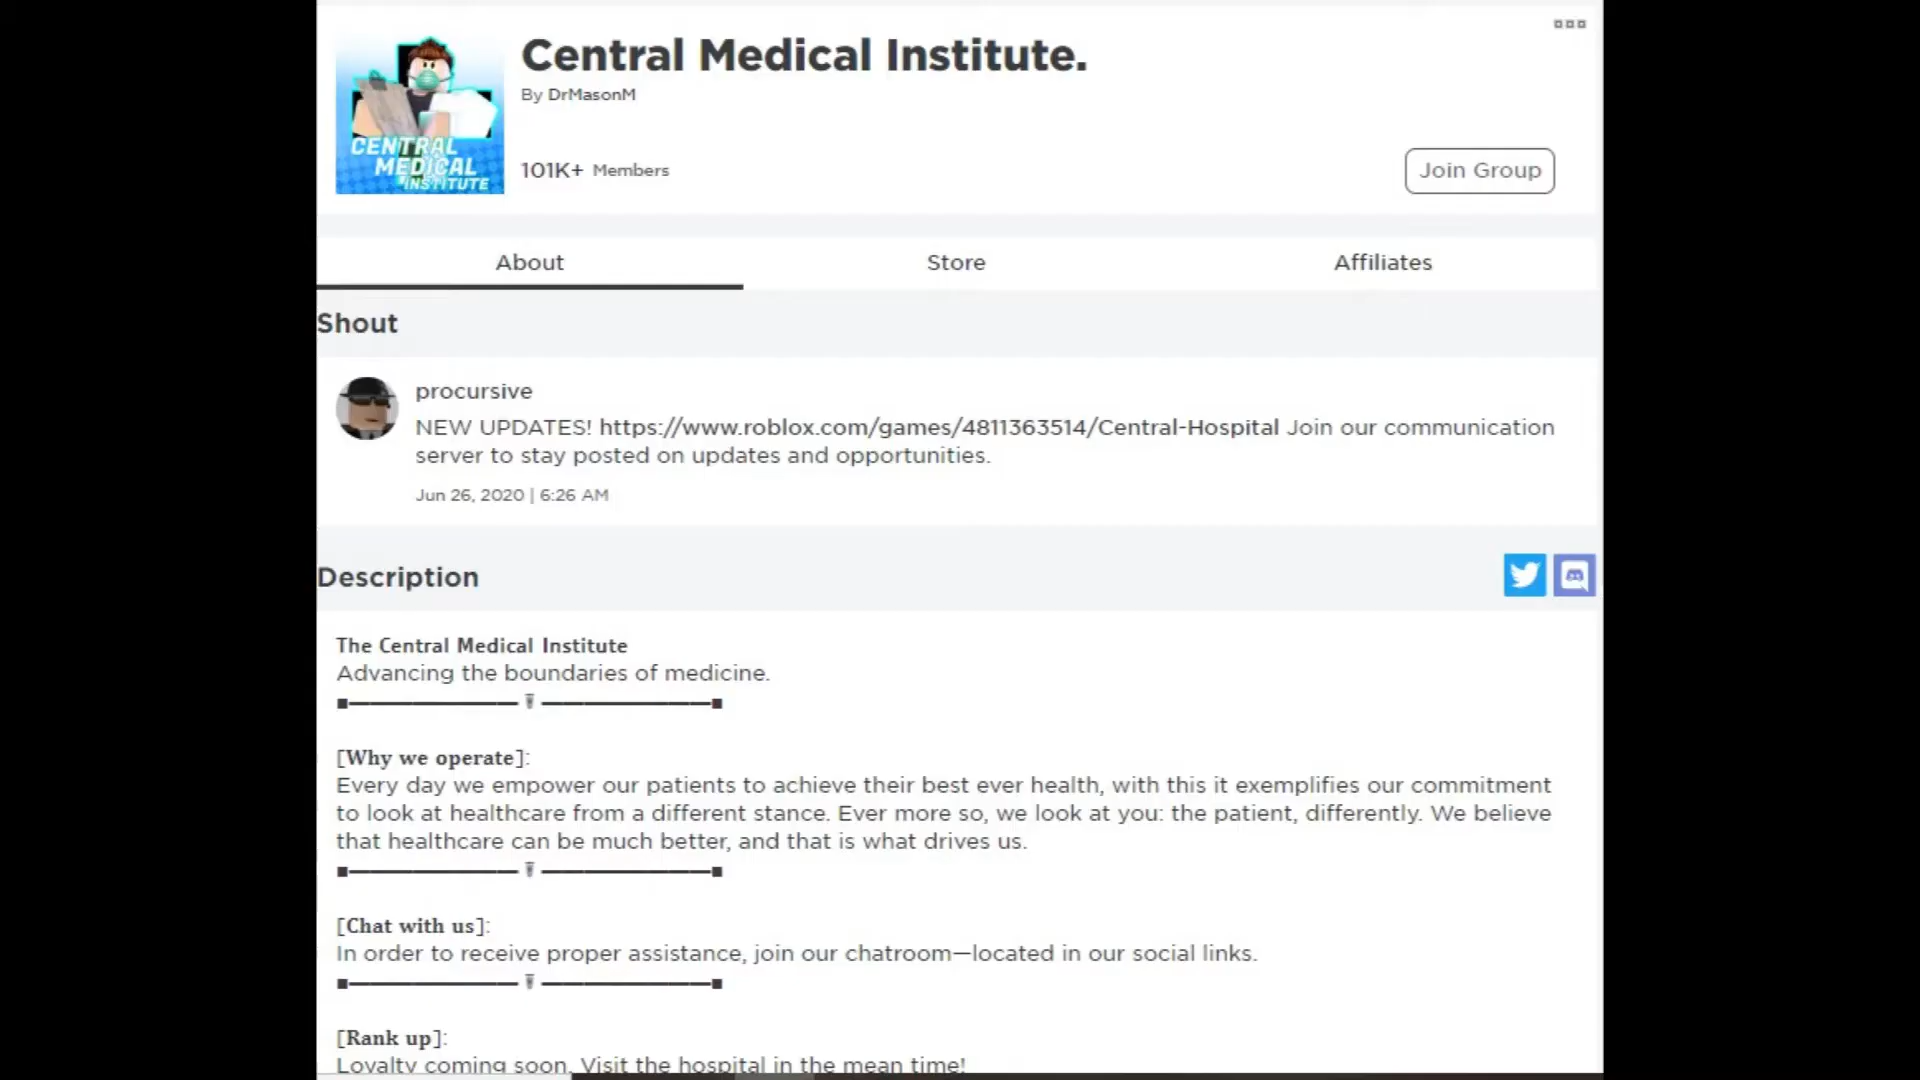 Central Medical Institute.
By DrMasonM
CENTRAL
MEDICAL
INSTITUTE
101K+ Members
Join Group
About
Store
Affiliates
Shout
procursive
NEW UPDATES! https://www.roblox.com/games/4811363514/Central-Hospital Join our communication
server to stay posted on updates and opportunities.
Jun 26, 2020 | 6:26 AM
Description
The Central Medical Institute
Advancing the boundaries of medicine.
[Why we operate]:
Every day we empower our patients to achieve their best ever health, with this it exemplifies our commitment
to look at healthcare from a different stance. Ever more so, we look at you: the patient, differently. We believe
that healthcare can be much better, and that is what drives us.
[Chat with us]:
In order to receive proper assistance, join our chatroom—located in our social links.
[Rank up]:
Loyalty coming soon. Visit the hospital in the mean time!